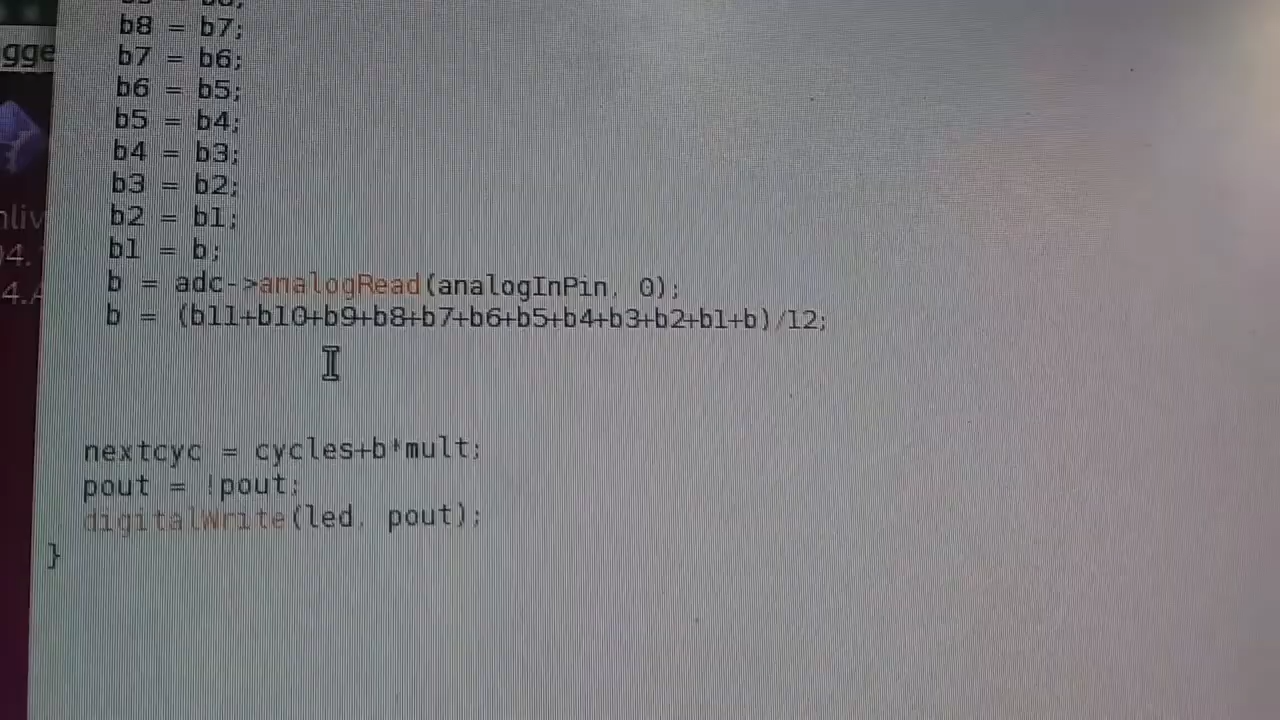 b8 = b7;
gge
b7 = b6;
b6 = b5;
b5 = b4;
b4 = b3;
b3 = b2;
b2 = b1;
b1 = b;
b = adc->analogRead(analogInPin, 0);
b = (b11+b10+b9+b8+b7+b6+b5+b4+b3+b2+b1+b)/12;
nextcyc = cycles+b*mult;
pout = !pout;
digitalWrite(led, pout);
}